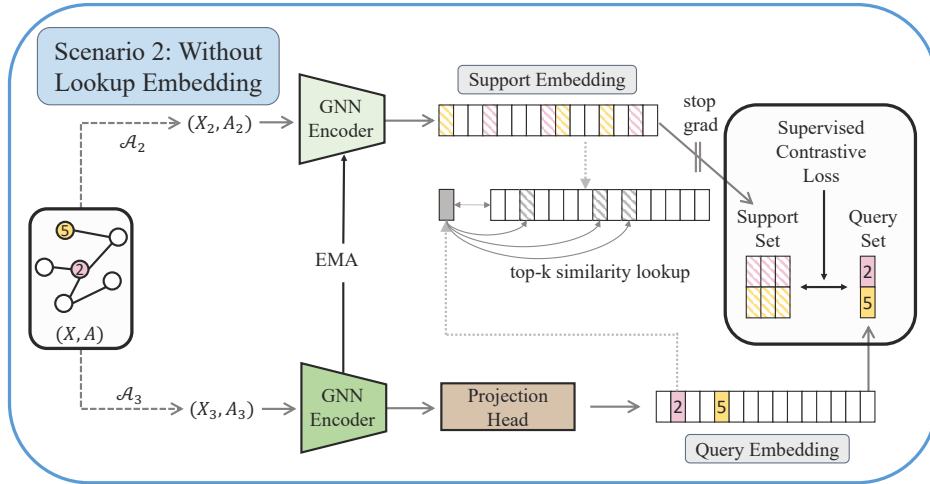 Scenario 2: Without
Lookup Embedding
𝒜₂
(X₂, A₂)
GNN
Encoder
Support Embedding
stop
grad
Supervised
Contrastive
Loss
Support
Set
Query
Set
2
5
top-k similarity lookup
EMA
5
2
(X, A)
𝒜₃
(X₃, A₃)
GNN
Encoder
Projection
Head
2
5
Query Embedding